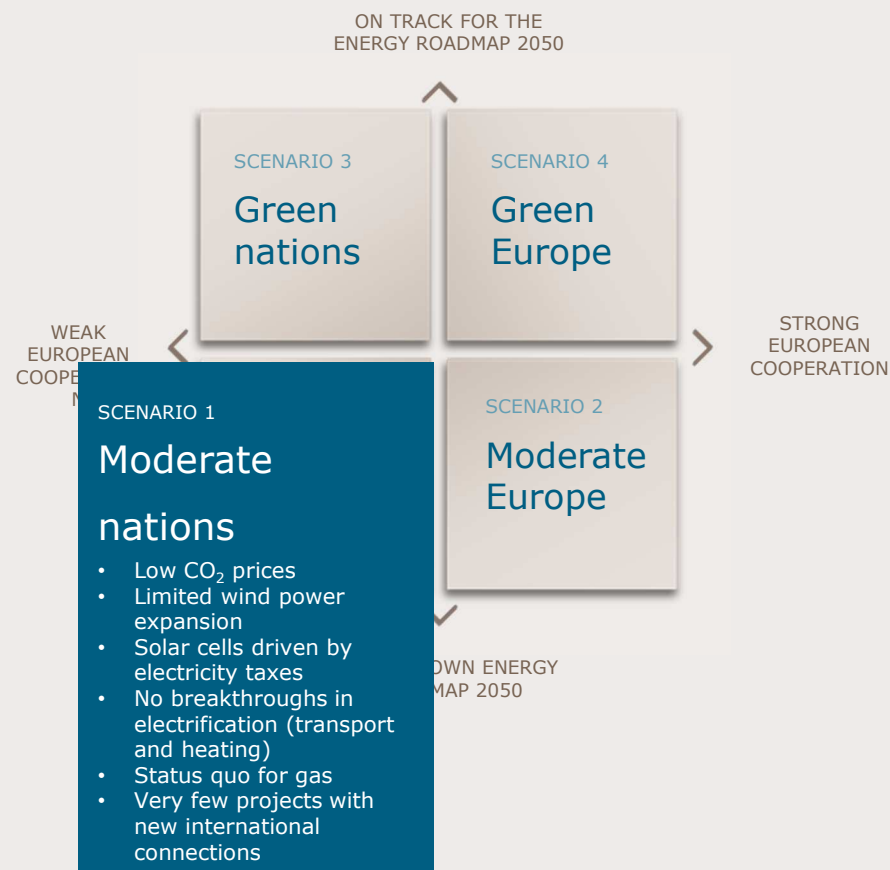 ON TRACK FOR THE
ENERGY ROADMAP 2050
SCENARIO 3
Green
nations
SCENARIO 4
Green
Europe
WEAK
EUROPEAN
STRONG
EUROPEAN
COOPERATION
SCENARIO 1
Moderate
nations
• Low CO₂ prices
• Limited wind power
expansion
• Solar cells driven by
electricity taxes
• No breakthroughs in
electrification (transport
and heating)
• Status quo for gas
• Very few projects with
new international
connections
SCENARIO 2
Moderate
Europe
ENERGY
2050